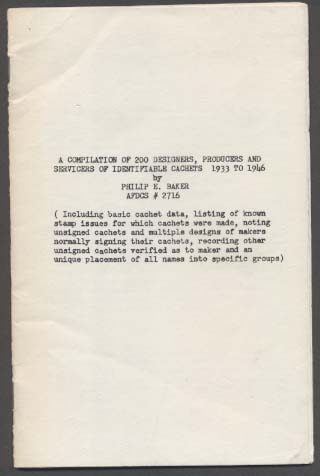 A COMPILATION OF 200 DESIGNERS, PRODUCERS AND
SERVICERS OF IDENTIFIABLE CACHETS 1933 TO 1946
by
PHILIP E. BAKER
AFDCS # 2716
( Including basic cachet data, listing of known
stamp issues for which cachets were made, noting
unsigned cachets and multiple designs of makers
normally signing their cachets, recording other
unsigned cachets verified as to maker and an
unique placement of all names into specific groups)